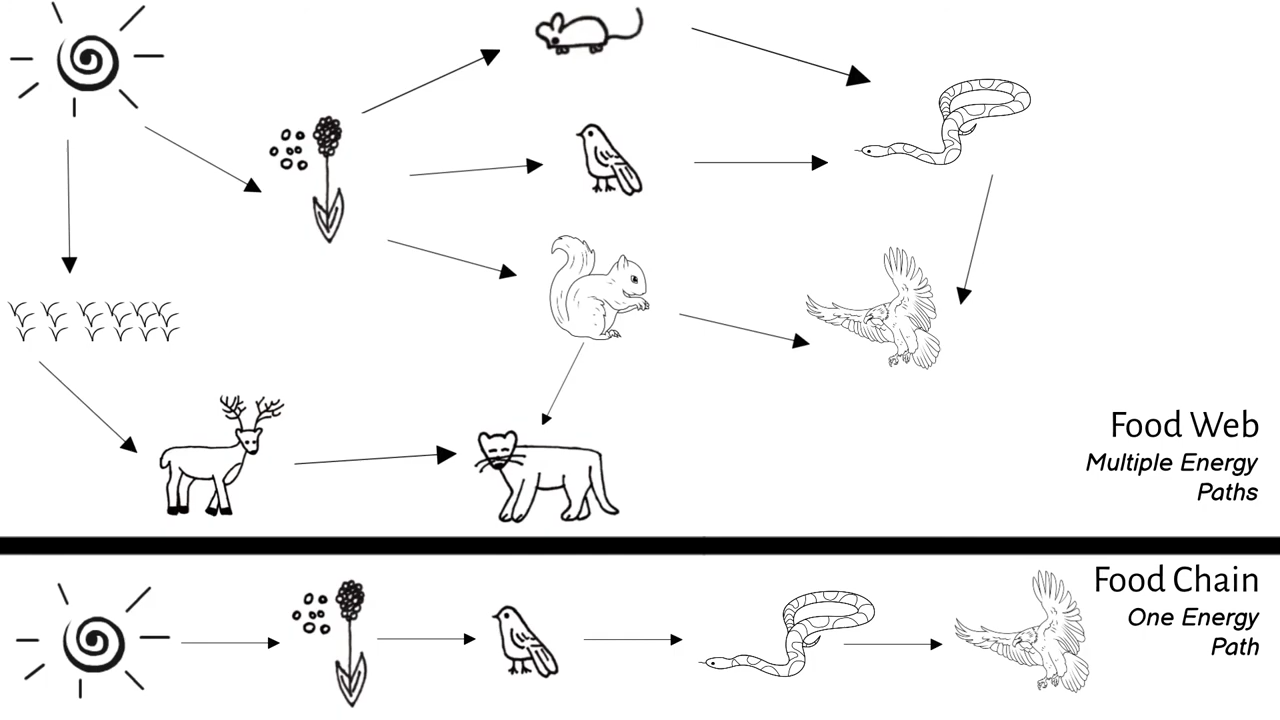 Food Web
Multiple Energy
Paths
Food Chain
One Energy
Path